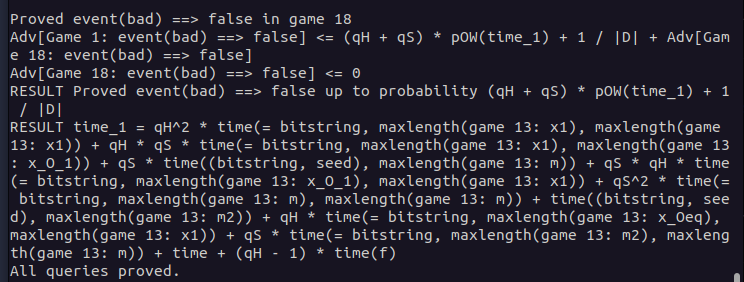 Proved event(bad) ==> false in game 18
Adv[Game 1: event(bad) ==> false] <= (qH + qS) * pOW(time_1) + 1 / |D| + Adv[Gam
e 18: event(bad) ==> false]
Adv[Game 18: event(bad) ==> false] <= 0
RESULT Proved event(bad) ==> false up to probability (qH + qS) * pOW(time_1) + 1
 / |D|
RESULT time_1 = qH^2 * time(= bitstring, maxlength(game 13: x1), maxlength(game
13: x1)) + qH * qS * time(= bitstring, maxlength(game 13: x1), maxlength(game 13
: x_O_1)) + qS * time((bitstring, seed), maxlength(game 13: m)) + qS * qH * time
(= bitstring, maxlength(game 13: x_O_1), maxlength(game 13: x1)) + qS^2 * time(=
 bitstring, maxlength(game 13: m), maxlength(game 13: m)) + time((bitstring, see
d), maxlength(game 13: m2)) + qH * time(= bitstring, maxlength(game 13: x_Oeq),
maxlength(game 13: x1)) + qS * time(= bitstring, maxlength(game 13: m2), maxleng
th(game 13: m)) + time + (qH - 1) * time(f)
All queries proved.